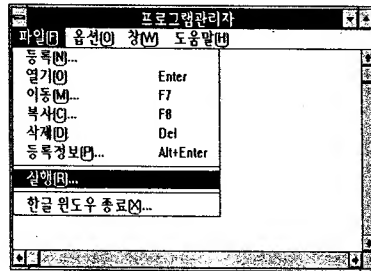 프로그램관리자
파일(F) 옵션(O) 창(W) 도움말(H)
등록(N)...
열기(O) Enter
이동(M)... F7
복사(C)... F8
삭제(D) Del
등록정보(P)... Alt+Enter
실행(R)...
한글 윈도우 종료(X)...